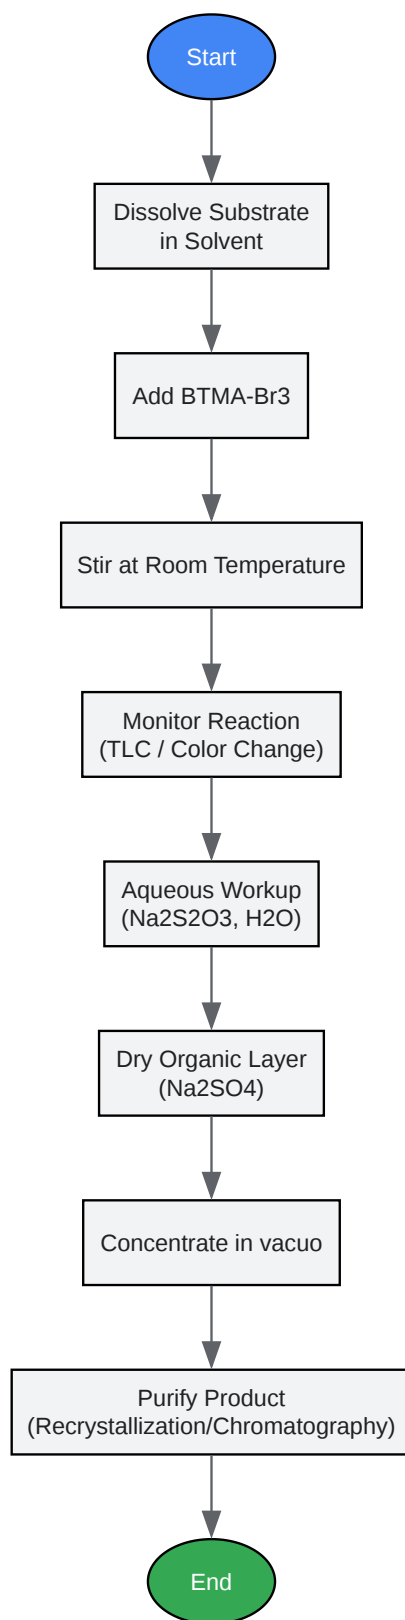 Start
Dissolve Substrate
in Solvent
Add BTMA-Br3
Stir at Room Temperature
Monitor Reaction
(TLC / Color Change)
Aqueous Workup
(Na2S2O3, H2O)
Dry Organic Layer
(Na2SO4)
Concentrate in vacuo
Purify Product
(Recrystallization/Chromatography)
End